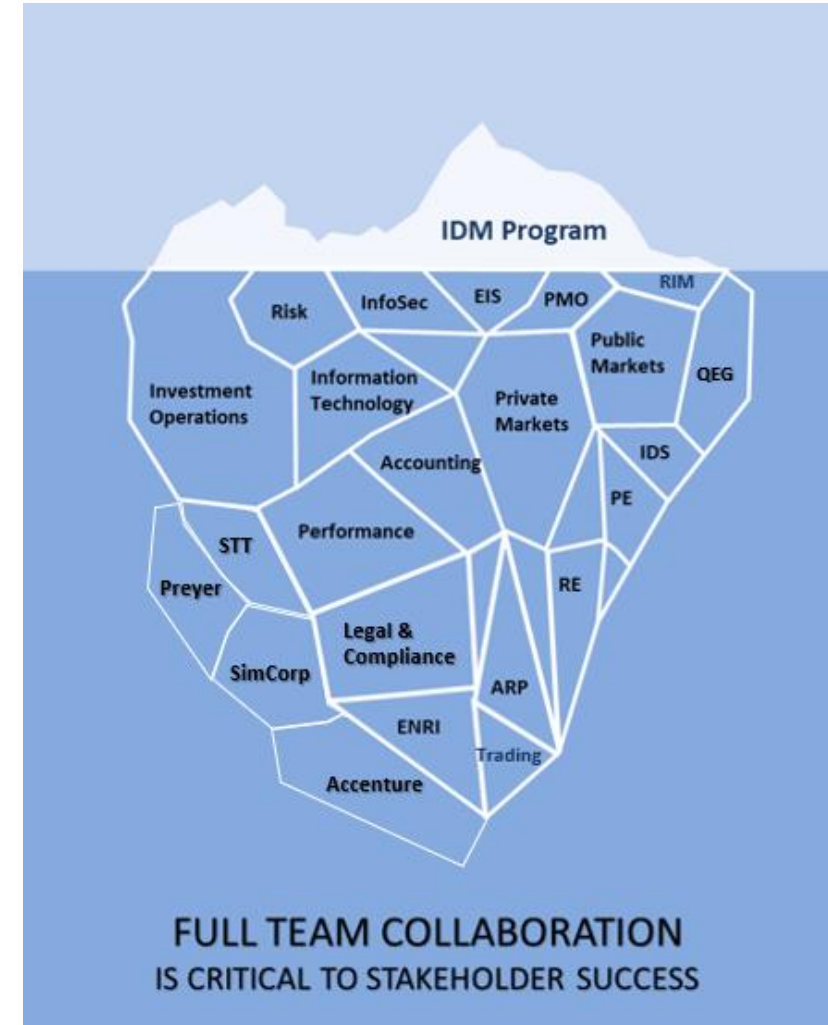 IDM Program
RIM
EIS
PMO
InfoSec
Risk
Public
Markets
QEG
Information
Technology
Investment
Operations
Private
Markets
Accounting
IDS
PE
Performance
STT
Preyer
RE
Legal &
Compliance
SimCorp
ARP
ENRI
Trading
Accenture
FULL TEAM COLLABORATION
IS CRITICAL TO STAKEHOLDER SUCCESS